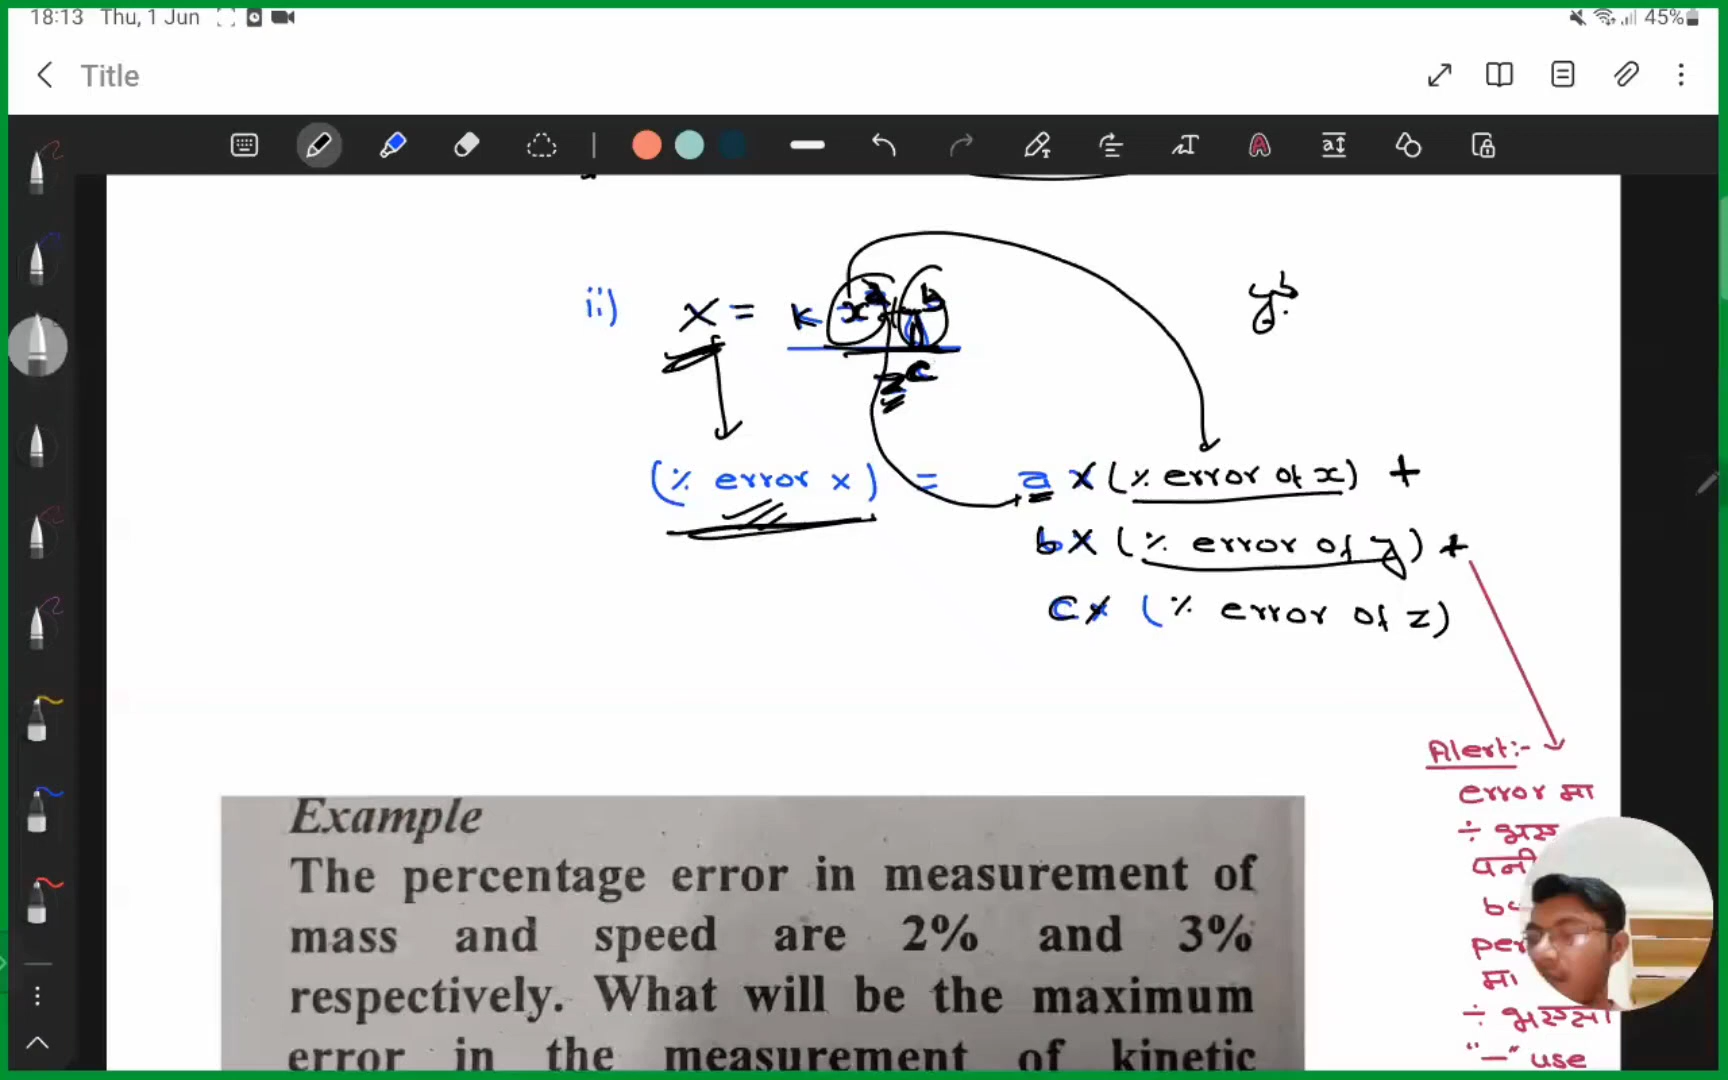 18:13 Thu, 1 Jun
45%
Title
ii) X = k x^a y^b
z^c
y^b
(% error x) = a X (% error of x) +
b X (% error of y) +
c X (% error of z)
Alert:-
error मा
÷
per
मा
÷
"—" use
Example
The percentage error in measurement of
mass and speed are 2% and 3%
respectively. What will be the maximum
error in the measurement of kinetic